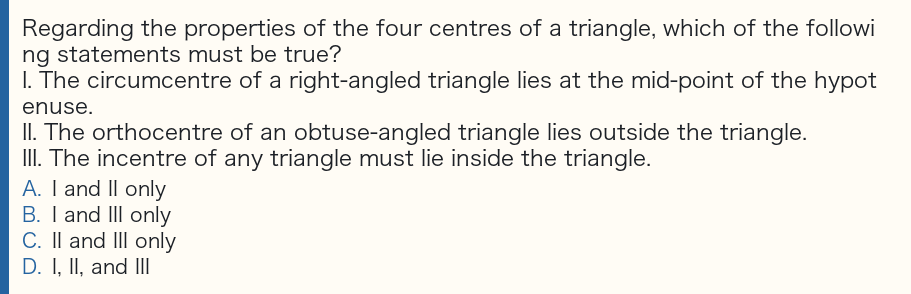 Regarding the properties of the four centres of a triangle, which of the followi
ng statements must be true?
I. The circumcentre of a right-angled triangle lies at the mid-point of the hypot
enuse.
II. The orthocentre of an obtuse-angled triangle lies outside the triangle.
III. The incentre of any triangle must lie inside the triangle.
A. I and II only
B. I and III only
C. II and III only
D. I, II, and III